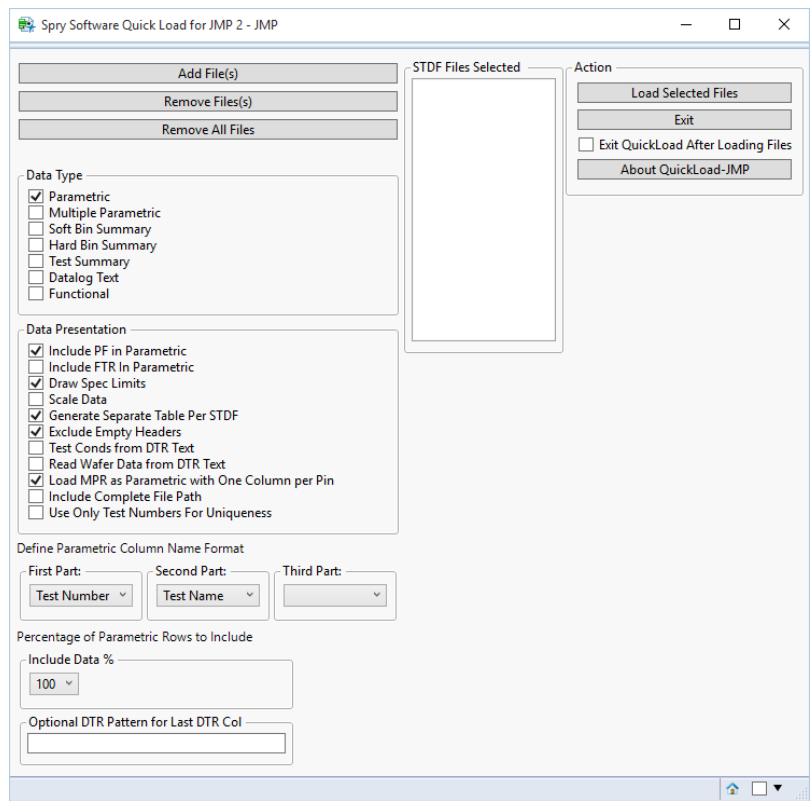 Spry Software Quick Load for JMP 2 - JMP
Add File(s)
Remove Files(s)
Remove All Files
Data Type
Parametric
Multiple Parametric
Soft Bin Summary
Hard Bin Summary
Test Summary
Datalog Text
Functional
Data Presentation
Include PF in Parametric
Include FTR In Parametric
Draw Spec Limits
Scale Data
Generate Separate Table Per STDF
Exclude Empty Headers
Test Conds from DTR Text
Read Wafer Data from DTR Text
Load MPR as Parametric with One Column per Pin
Include Complete File Path
Use Only Test Numbers For Uniqueness
Define Parametric Column Name Format
First Part:
Test Number
Second Part:
Test Name
Third Part:
Percentage of Parametric Rows to Include
Include Data %
100
Optional DTR Pattern for Last DTR Col
STDF Files Selected
Action
Load Selected Files
Exit
Exit QuickLoad After Loading Files
About QuickLoad-JMP